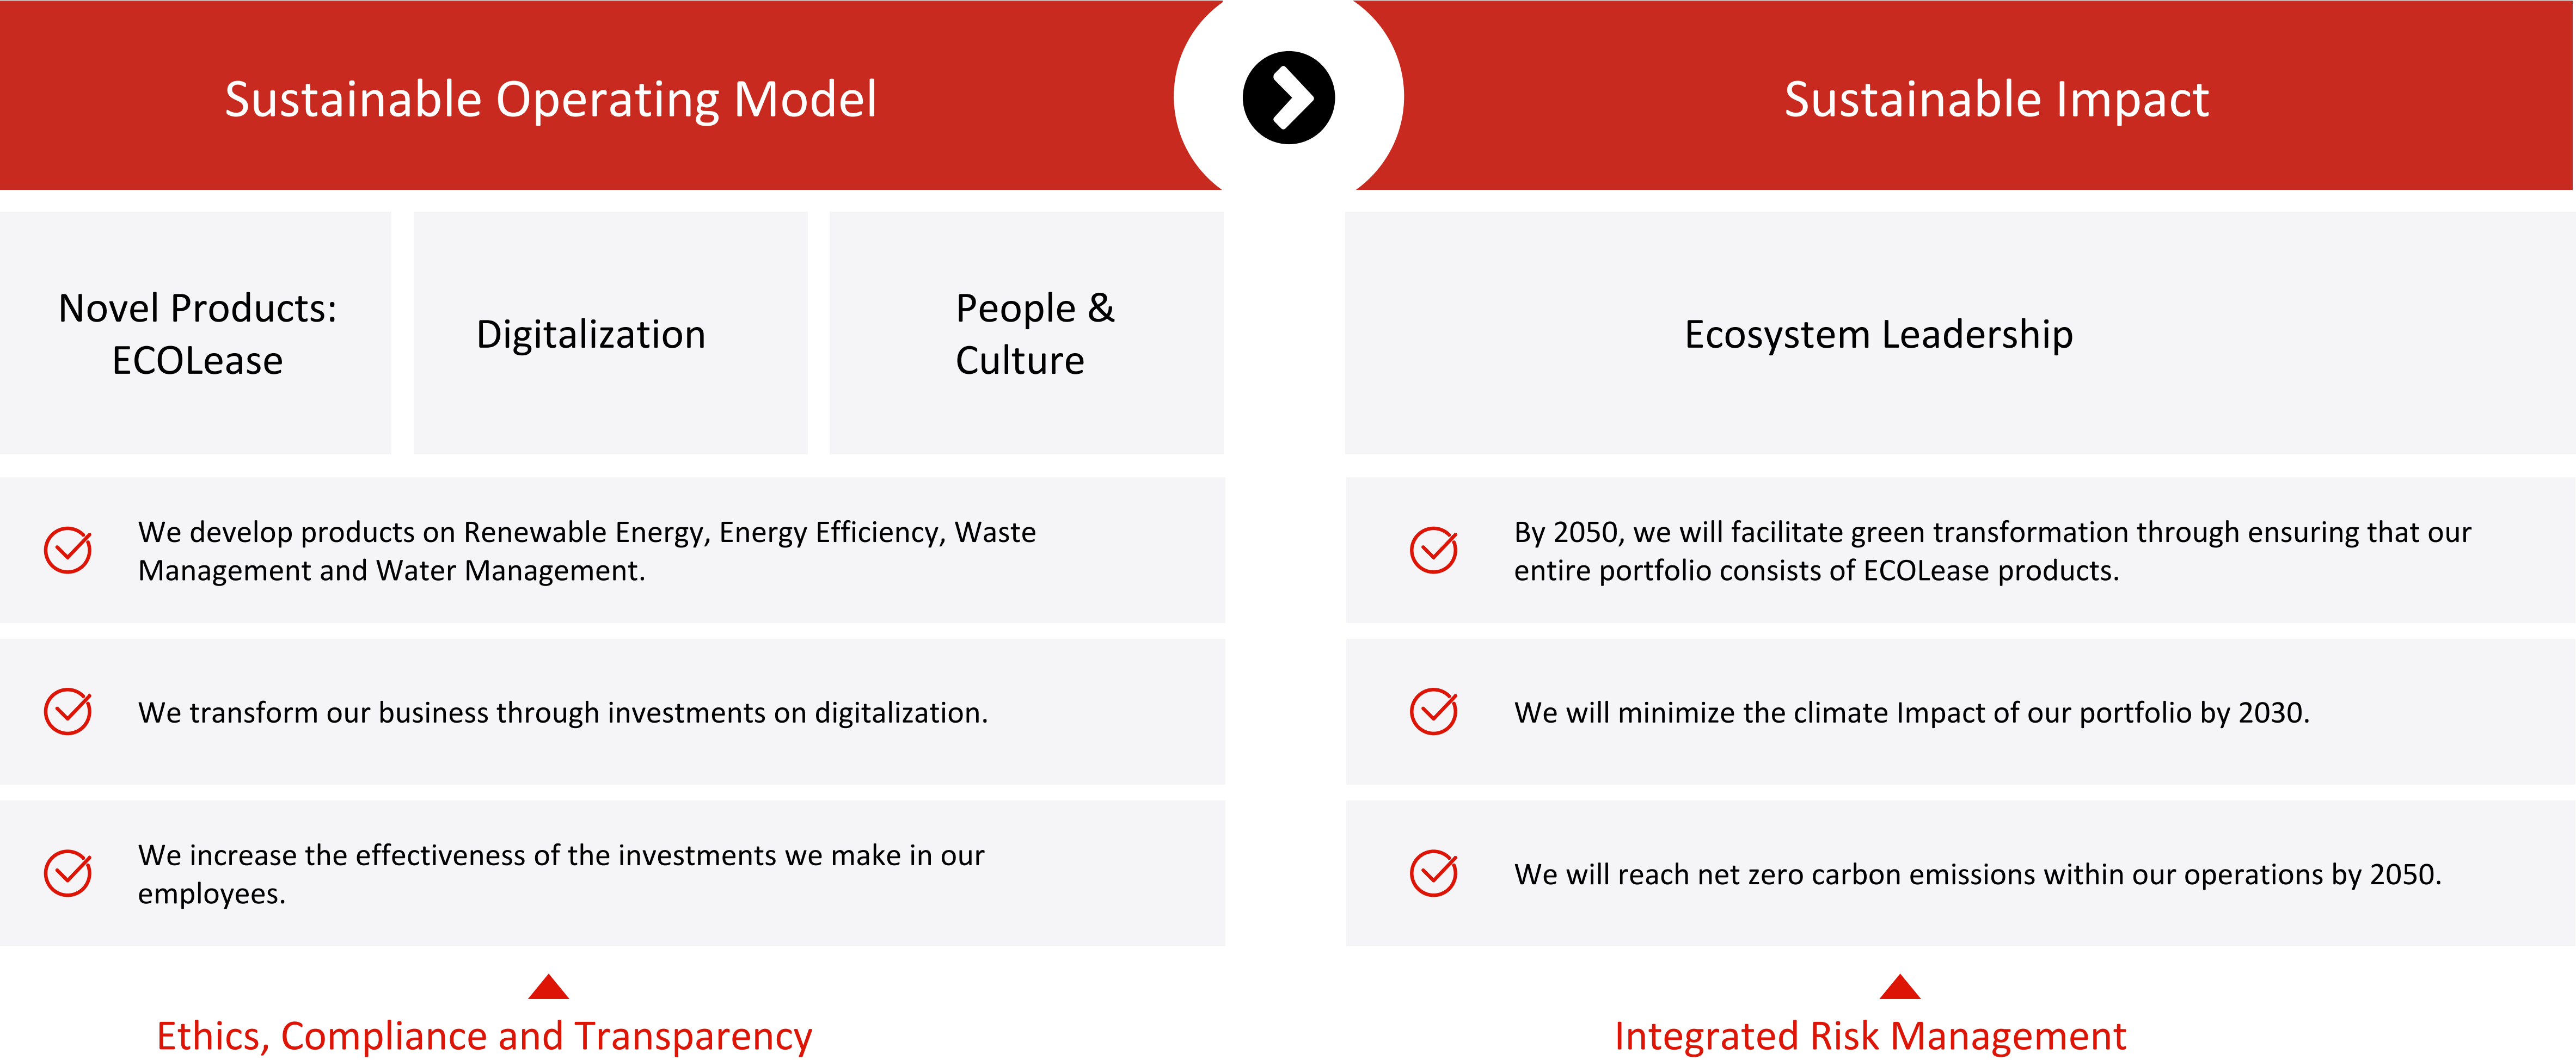 Sustainable Operating Model
Sustainable Impact
Novel Products:
ECOLease
Digitalization
People &
Culture
Ecosystem Leadership
We develop products on Renewable Energy, Energy Efficiency, Waste
Management and Water Management.
We transform our business through investments on digitalization.
We increase the effectiveness of the investments we make in our
employees.
By 2050, we will facilitate green transformation through ensuring that our
entire portfolio consists of ECOLease products.
We will minimize the climate Impact of our portfolio by 2030.
We will reach net zero carbon emissions within our operations by 2050.
Ethics, Compliance and Transparency
Integrated Risk Management